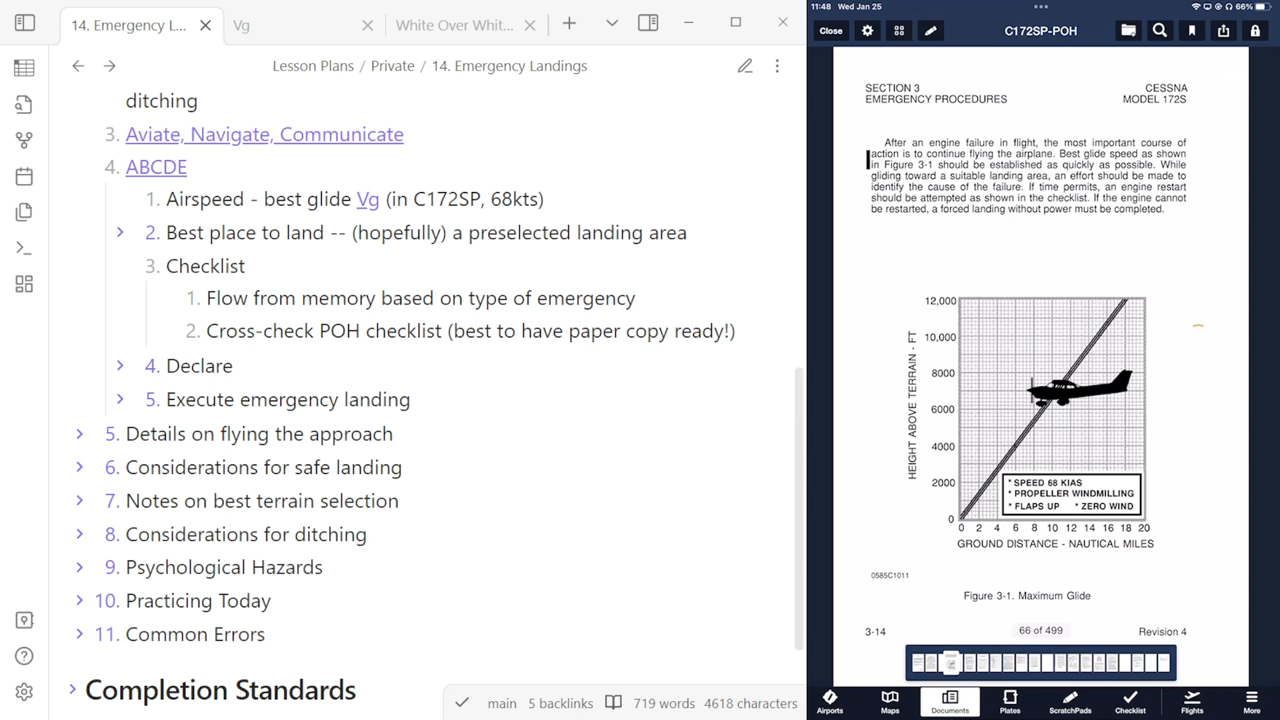 14. Emergency L...
Vg
White Over Whit...
Lesson Plans / Private / 14. Emergency Landings
ditching
3. Aviate, Navigate, Communicate
4. ABCDE
1. Airspeed - best glide Vg (in C172SP, 68kts)
2. Best place to land -- (hopefully) a preselected landing area
3. Checklist
1. Flow from memory based on type of emergency
2. Cross-check POH checklist (best to have paper copy ready!)
4. Declare
5. Execute emergency landing
5. Details on flying the approach
6. Considerations for safe landing
7. Notes on best terrain selection
8. Considerations for ditching
9. Psychological Hazards
10. Practicing Today
11. Common Errors
Completion Standards
main 5 backlinks 719 words 4618 characters
11:48 Wed Jan 25
66%
Close
C172SP-POH
SECTION 3
EMERGENCY PROCEDURES
CESSNA
MODEL 172S
After an engine failure in flight, the most important course of
action is to continue flying the airplane. Best glide speed as shown
in Figure 3-1 should be established as quickly as possible. While
gliding toward a suitable landing area, an effort should be made to
identify the cause of the failure. If time permits, an engine restart
should be attempted as shown in the checklist. If the engine cannot
be restarted, a forced landing without power must be completed.
HEIGHT ABOVE TERRAIN - FT
12,000
10,000
8000
6000
4000
2000
0
* SPEED 68 KIAS
* PROPELLER WINDMILLING
* FLAPS UP * ZERO WIND
0 2 4 6 8 10 12 14 16 18 20
GROUND DISTANCE - NAUTICAL MILES
0585C1011
Figure 3-1. Maximum Glide
3-14
66 of 499
Revision 4
Airports
Maps
Documents
Plates
ScratchPads
Checklist
Flights
More